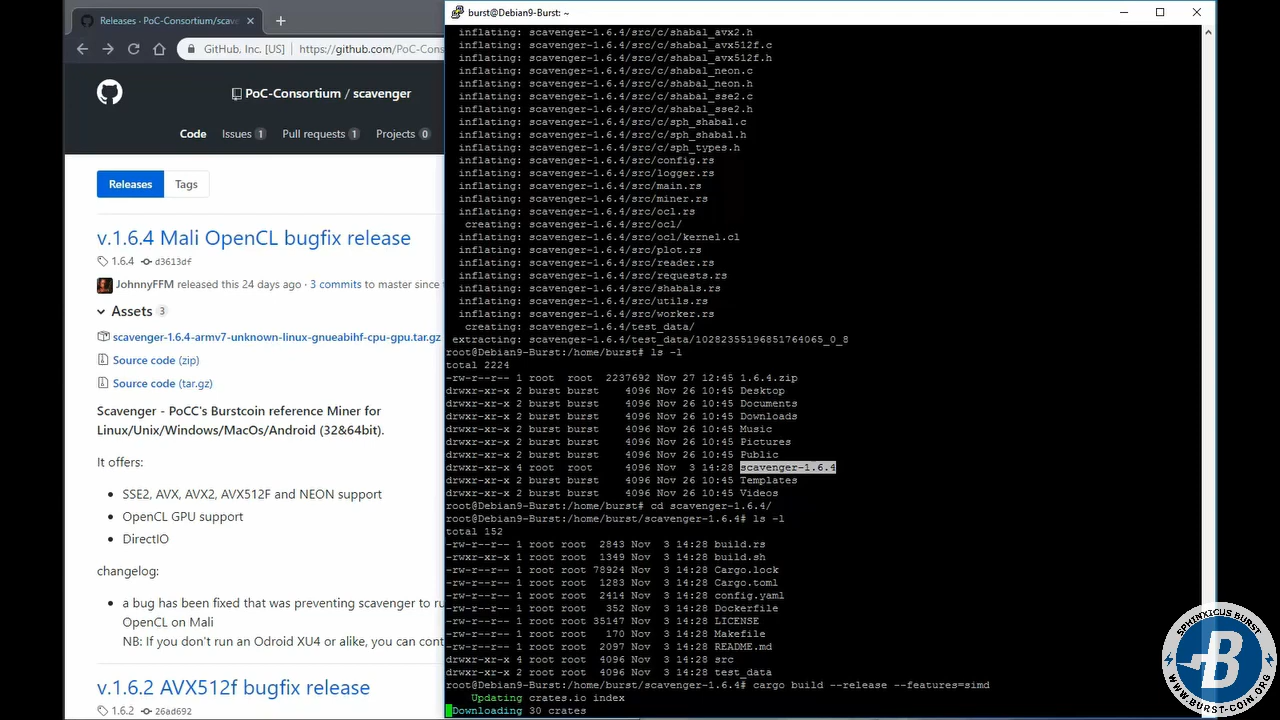 Releases · PoC-Consortium/scave
GitHub, Inc. [US]
https://github.com/PoC-Consortium/
PoC-Consortium / scavenger
Code
Issues 1
Pull requests 1
Projects 0
Releases
Tags
v.1.6.4 Mali OpenCL bugfix release
1.6.4
d3613df
JohnnyFFM released this 24 days ago · 3 commits to master since
Assets 3
scavenger-1.6.4-armv7-unknown-linux-gnueabihf-cpu-gpu.tar.gz
Source code (zip)
Source code (tar.gz)
Scavenger - PoCC's Burstcoin reference Miner for
Linux/Unix/Windows/MacOs/Android (32&64bit).
It offers:
SSE2, AVX, AVX2, AVX512F and NEON support
OpenCL GPU support
DirectIO
changelog:
a bug has been fixed that was preventing scavenger to ru
OpenCL on Mali
NB: If you don't run an Odroid XU4 or alike, you can cont
v.1.6.2 AVX512f bugfix release
1.6.2
26ad692
burst@Debian9-Burst: ~
inflating: scavenger-1.6.4/src/c/shabal_avx2.h
inflating: scavenger-1.6.4/src/c/shabal_avx512f.c
inflating: scavenger-1.6.4/src/c/shabal_avx512f.h
inflating: scavenger-1.6.4/src/c/shabal_neon.c
inflating: scavenger-1.6.4/src/c/shabal_neon.h
inflating: scavenger-1.6.4/src/c/shabal_sse2.c
inflating: scavenger-1.6.4/src/c/shabal_sse2.h
inflating: scavenger-1.6.4/src/c/sph_shabal.c
inflating: scavenger-1.6.4/src/c/sph_shabal.h
inflating: scavenger-1.6.4/src/c/sph_types.h
inflating: scavenger-1.6.4/src/config.rs
inflating: scavenger-1.6.4/src/logger.rs
inflating: scavenger-1.6.4/src/main.rs
inflating: scavenger-1.6.4/src/miner.rs
inflating: scavenger-1.6.4/src/ocl.rs
creating: scavenger-1.6.4/src/ocl/
inflating: scavenger-1.6.4/src/ocl/kernel.cl
inflating: scavenger-1.6.4/src/plot.rs
inflating: scavenger-1.6.4/src/reader.rs
inflating: scavenger-1.6.4/src/requests.rs
inflating: scavenger-1.6.4/src/shabals.rs
inflating: scavenger-1.6.4/src/utils.rs
inflating: scavenger-1.6.4/src/worker.rs
creating: scavenger-1.6.4/test_data/
extracting: scavenger-1.6.4/test_data/10282355196851764065_0_8
root@Debian9-Burst:/home/burst# ls -l
total 2224
-rw-r--r-- 1 root root 2237692 Nov 27 12:45 1.6.4.zip
drwxr-xr-x 2 burst burst 4096 Nov 26 10:45 Desktop
drwxr-xr-x 2 burst burst 4096 Nov 26 10:45 Documents
drwxr-xr-x 2 burst burst 4096 Nov 26 10:45 Downloads
drwxr-xr-x 2 burst burst 4096 Nov 26 10:45 Music
drwxr-xr-x 2 burst burst 4096 Nov 26 10:45 Pictures
drwxr-xr-x 2 burst burst 4096 Nov 26 10:45 Public
drwxr-xr-x 4 root root 4096 Nov 3 14:28 scavenger-1.6.4
drwxr-xr-x 2 burst burst 4096 Nov 26 10:45 Templates
drwxr-xr-x 2 burst burst 4096 Nov 26 10:45 Videos
root@Debian9-Burst:/home/burst# cd scavenger-1.6.4/
root@Debian9-Burst:/home/burst/scavenger-1.6.4# ls -l
total 152
-rw-r--r-- 1 root root 2843 Nov 3 14:28 build.rs
-rwxr-xr-x 1 root root 1349 Nov 3 14:28 build.sh
-rw-r--r-- 1 root root 78924 Nov 3 14:28 Cargo.lock
-rw-r--r-- 1 root root 1283 Nov 3 14:28 Cargo.toml
-rw-r--r-- 1 root root 2414 Nov 3 14:28 config.yaml
-rw-r--r-- 1 root root 352 Nov 3 14:28 Dockerfile
-rw-r--r-- 1 root root 35147 Nov 3 14:28 LICENSE
-rw-r--r-- 1 root root 170 Nov 3 14:28 Makefile
-rw-r--r-- 1 root root 2097 Nov 3 14:28 README.md
drwxr-xr-x 4 root root 4096 Nov 3 14:28 src
drwxr-xr-x 2 root root 4096 Nov 3 14:28 test_data
root@Debian9-Burst:/home/burst/scavenger-1.6.4# cargo build --release --features=simd
Updating crates.io index
Downloading 30 crates
SPHINXICUS BURST
WWW.BURST-COIN.ORG